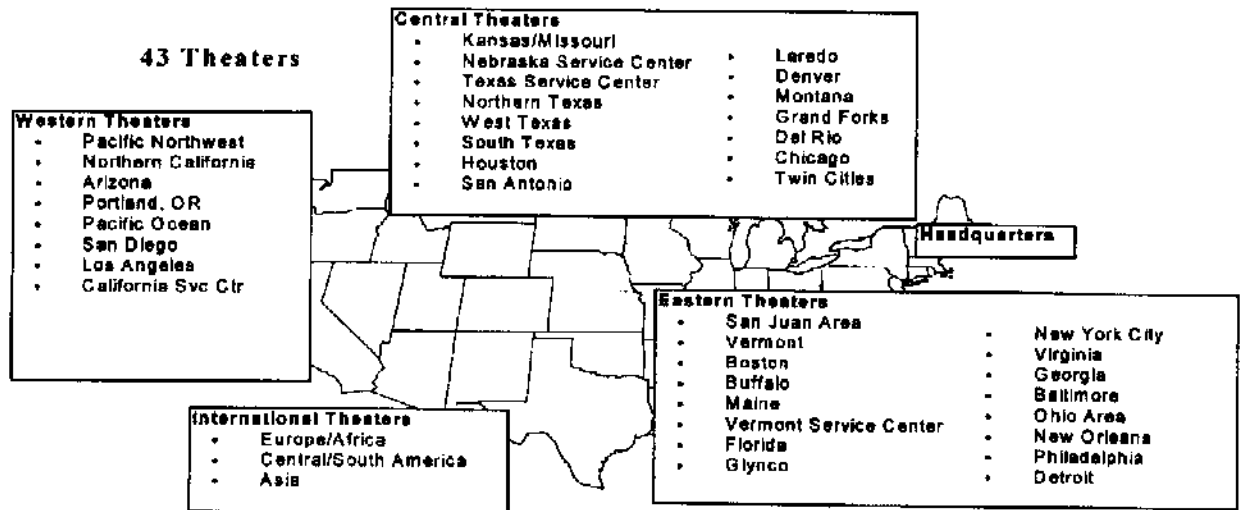 43 Theaters
Central Theaters
Kansas/Missouri
Nebraska Service Center
Texas Service Center
Northern Texas
West Texas
South Texas
Houston
San Antonio
Laredo
Denver
Montana
Grand Forks
Del Rio
Chicago
Twin Cities
Western Theaters
Pacific Northwest
Northern California
Arizona
Portland, OR
Pacific Ocean
San Diego
Los Angeles
California Svc Ctr
Headquarters
Eastern Theaters
San Juan Area
Vermont
Boston
Buffalo
Maine
Vermont Service Center
Florida
Glynco
New York City
Virginia
Georgia
Baltimore
Ohio Area
New Orleans
Philadelphia
Detroit
International Theaters
Europe/Africa
Central/South America
Asia